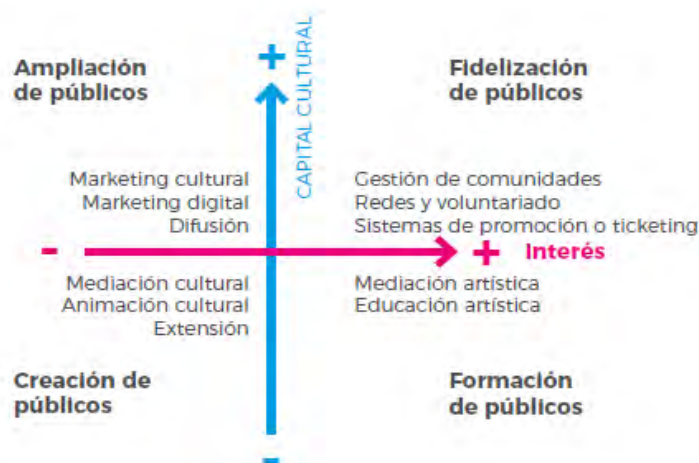 Ampliación
de públicos
+
CAPITAL CULTURAL
Fidelización
de públicos
Marketing cultural
Marketing digital
Difusión
Gestión de comunidades
Redes y voluntariado
Sistemas de promoción o ticketing
-
+ Interés
Mediación cultural
Animación cultural
Extensión
Mediación artística
Educación artística
Creación de
públicos
Formación
de públicos
-